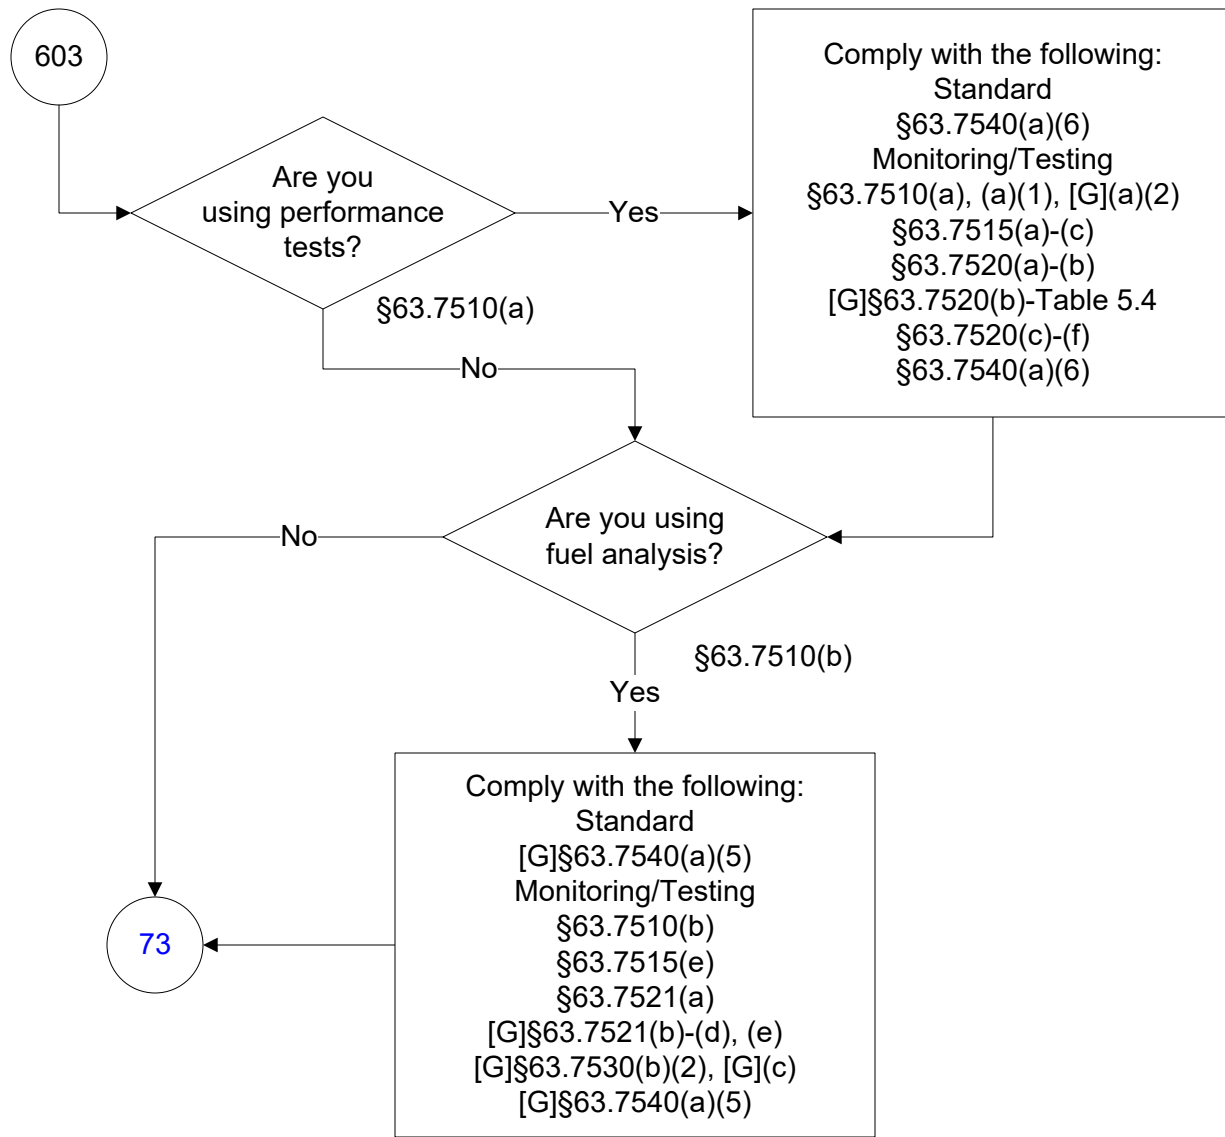 603
Are you
using performance
tests?
§63.7510(a)
Yes
Comply with the following:
Standard
§63.7540(a)(6)
Monitoring/Testing
§63.7510(a), (a)(1), [G](a)(2)
§63.7515(a)-(c)
§63.7520(a)-(b)
[G]§63.7520(b)-Table 5.4
§63.7520(c)-(f)
§63.7540(a)(6)
No
Are you using
fuel analysis?
No
§63.7510(b)
Yes
Comply with the following:
Standard
[G]§63.7540(a)(5)
Monitoring/Testing
§63.7510(b)
§63.7515(e)
§63.7521(a)
[G]§63.7521(b)-(d), (e)
[G]§63.7530(b)(2), [G](c)
[G]§63.7540(a)(5)
73